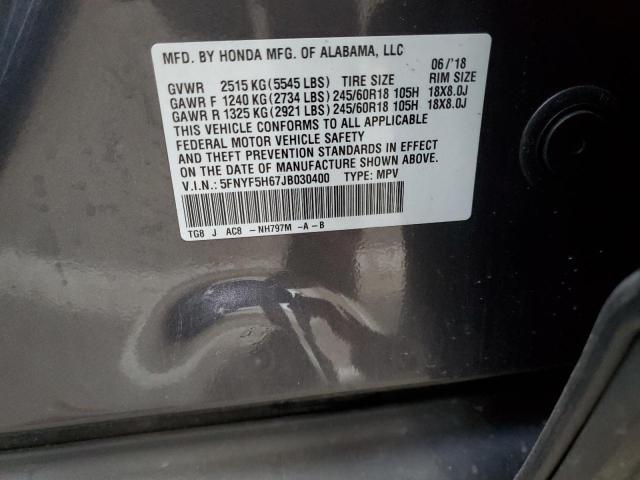 MFD. BY HONDA MFG. OF ALABAMA, LLC 06/'18
GVWR 2515 KG(5545 LBS) TIRE SIZE RIM SIZE
GAWR F 1240 KG(2734 LBS)245/60R18 105H 18X8.0J
GAWR R 1325 KG(2921 LBS)245/60R18 105H 18X8.0J
THIS VEHICLE CONFORMS TO ALL APPLICABLE
FEDERAL MOTOR VEHICLE SAFETY
AND THEFT PREVENTION STANDARDS IN EFFECT
ON THE DATE OF MANUFACTURE SHOWN ABOVE.
V.I.N.: 5FNYF5H67JB030400 TYPE: MPV
TG8 J AC8 - NH797M -A-B